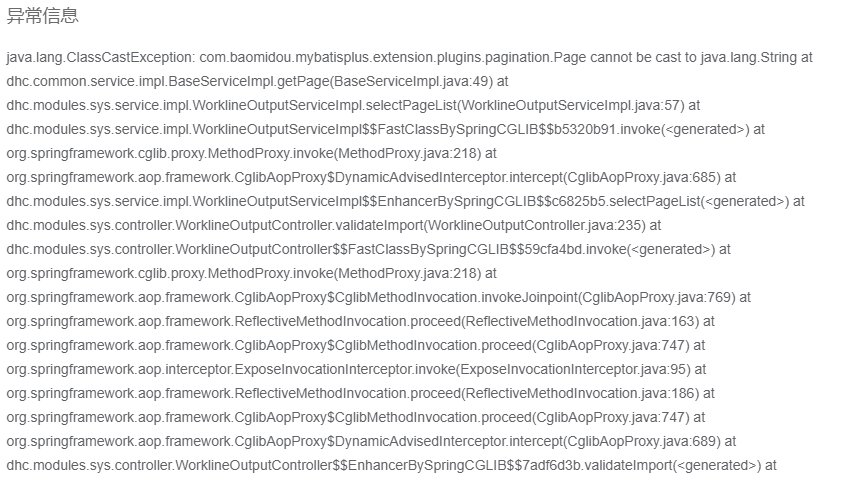 异常信息
java.lang.ClassCastException: com.baomidou.mybatisplus.extension.plugins.pagination.Page cannot be cast to java.lang.String at
dhc.common.service.impl.BaseServiceImpl.getPage(BaseServiceImpl.java:49) at
dhc.modules.sys.service.impl.WorklineOutputServiceImpl.selectPageList(WorklineOutputServiceImpl.java:57) at
dhc.modules.sys.service.impl.WorklineOutputServiceImpl$$FastClassBySpringCGLIB$$b5320b91.invoke(<generated>) at
org.springframework.cglib.proxy.MethodProxy.invoke(MethodProxy.java:218) at
org.springframework.aop.framework.CglibAopProxy$DynamicAdvisedInterceptor.intercept(CglibAopProxy.java:685) at
dhc.modules.sys.service.impl.WorklineOutputServiceImpl$$EnhancerBySpringCGLIB$$c6825b5.selectPageList(<generated>) at
dhc.modules.sys.controller.WorklineOutputController.validateImport(WorklineOutputController.java:235) at
dhc.modules.sys.controller.WorklineOutputController$$FastClassBySpringCGLIB$$59cfa4bd.invoke(<generated>) at
org.springframework.cglib.proxy.MethodProxy.invoke(MethodProxy.java:218) at
org.springframework.aop.framework.CglibAopProxy$CglibMethodInvocation.invokeJoinpoint(CglibAopProxy.java:769) at
org.springframework.aop.framework.ReflectiveMethodInvocation.proceed(ReflectiveMethodInvocation.java:163) at
org.springframework.aop.framework.CglibAopProxy$CglibMethodInvocation.proceed(CglibAopProxy.java:747) at
org.springframework.aop.interceptor.ExposeInvocationInterceptor.invoke(ExposeInvocationInterceptor.java:95) at
org.springframework.aop.framework.ReflectiveMethodInvocation.proceed(ReflectiveMethodInvocation.java:186) at
org.springframework.aop.framework.CglibAopProxy$CglibMethodInvocation.proceed(CglibAopProxy.java:747) at
org.springframework.aop.framework.CglibAopProxy$DynamicAdvisedInterceptor.intercept(CglibAopProxy.java:689) at
dhc.modules.sys.controller.WorklineOutputController$$EnhancerBySpringCGLIB$$7adf6d3b.validateImport(<generated>) at